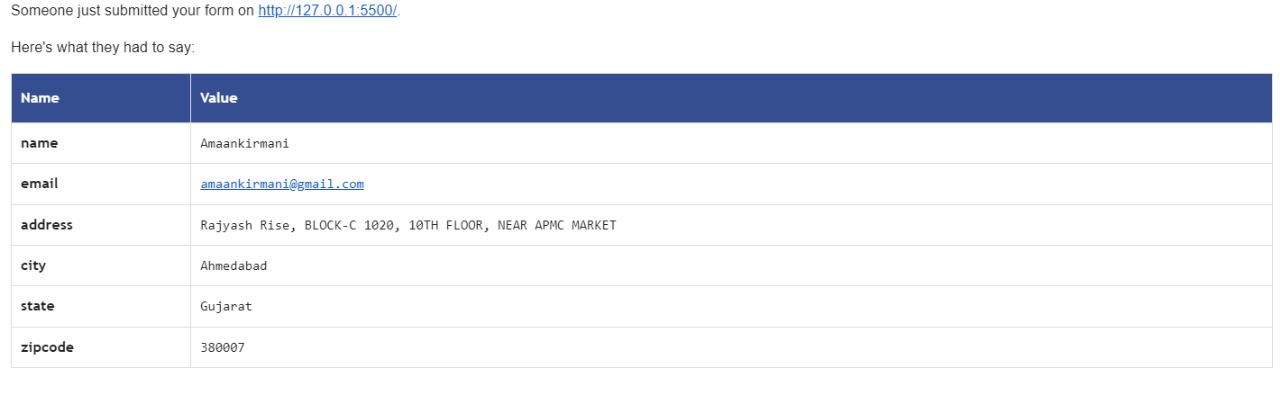 Someone just submitted your form on http://127.0.0.1:5500/.
Here's what they had to say:
Name Value
name Amaankirmani
email amaankirmani@gmail.com
address Rajyash Rise, BLOCK-C 1020, 10TH FLOOR, NEAR APMC MARKET
city Ahmedabad
state Gujarat
zipcode 380007